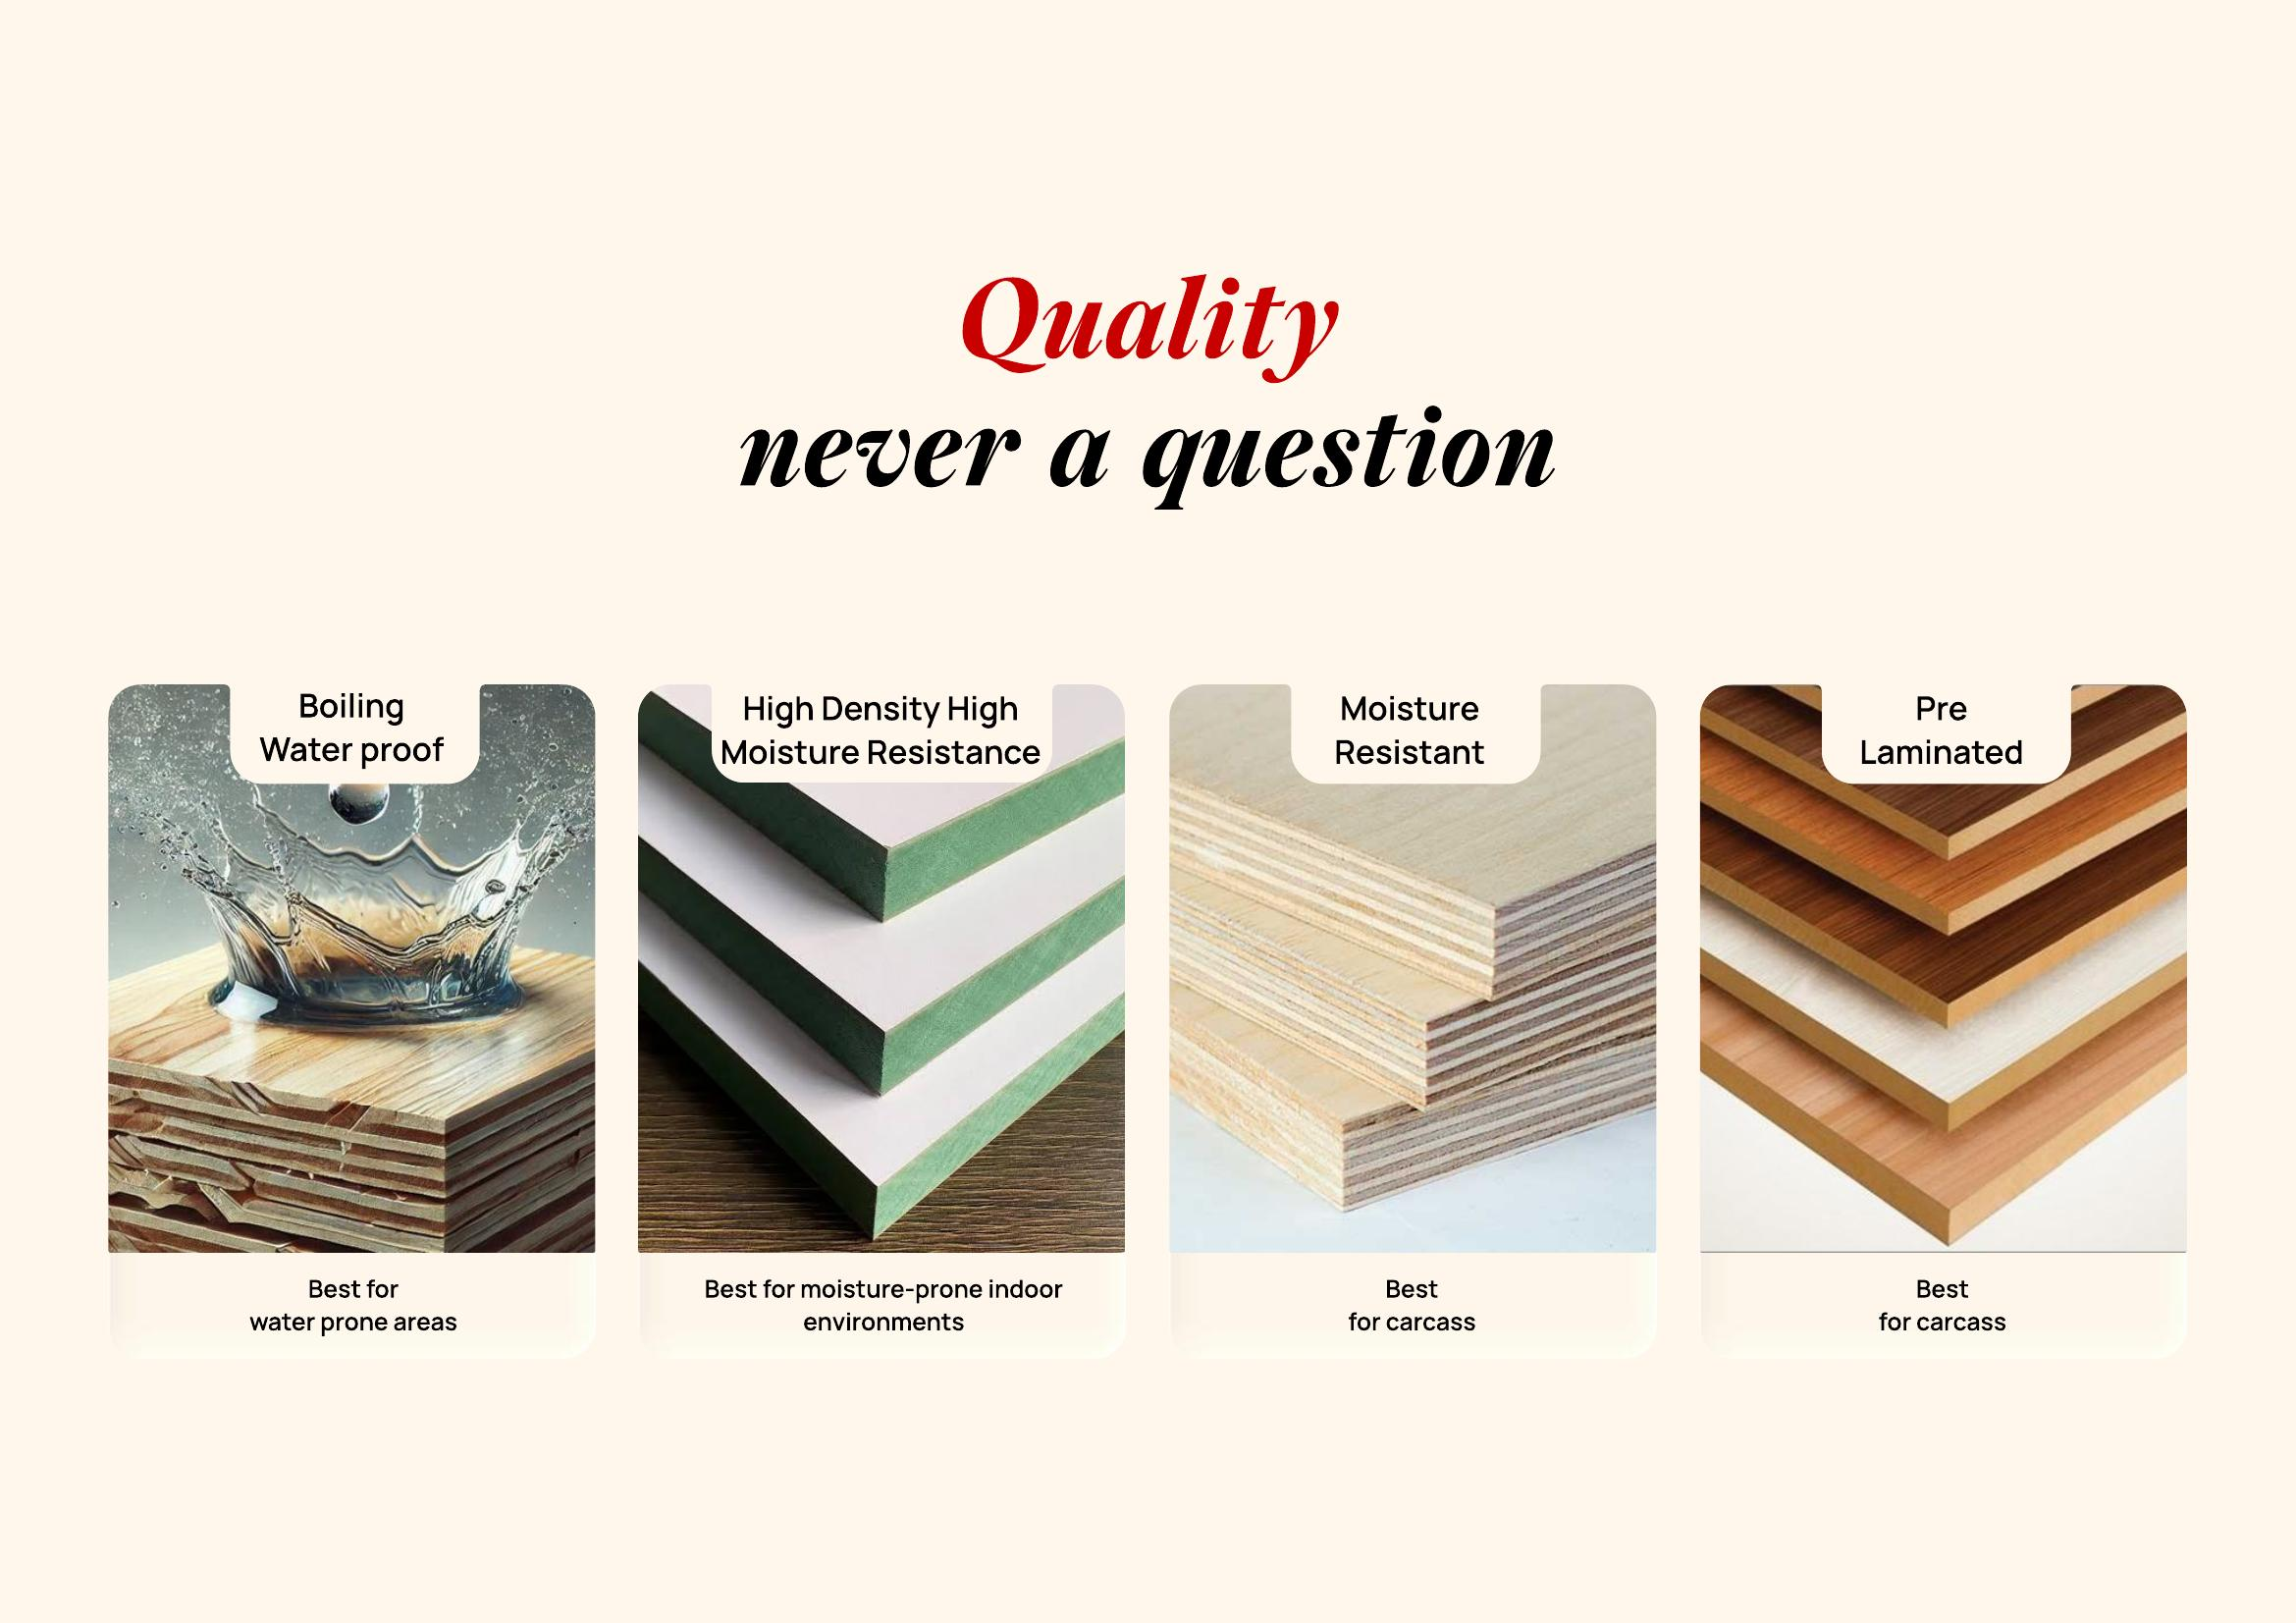 Quality
never a question
Boiling
Water proof
High Density High
Moisture Resistance
Moisture
Resistant
Pre
Laminated
Best for
water prone areas
Best for moisture-prone indoor
environments
Best
for carcass
Best
for carcass